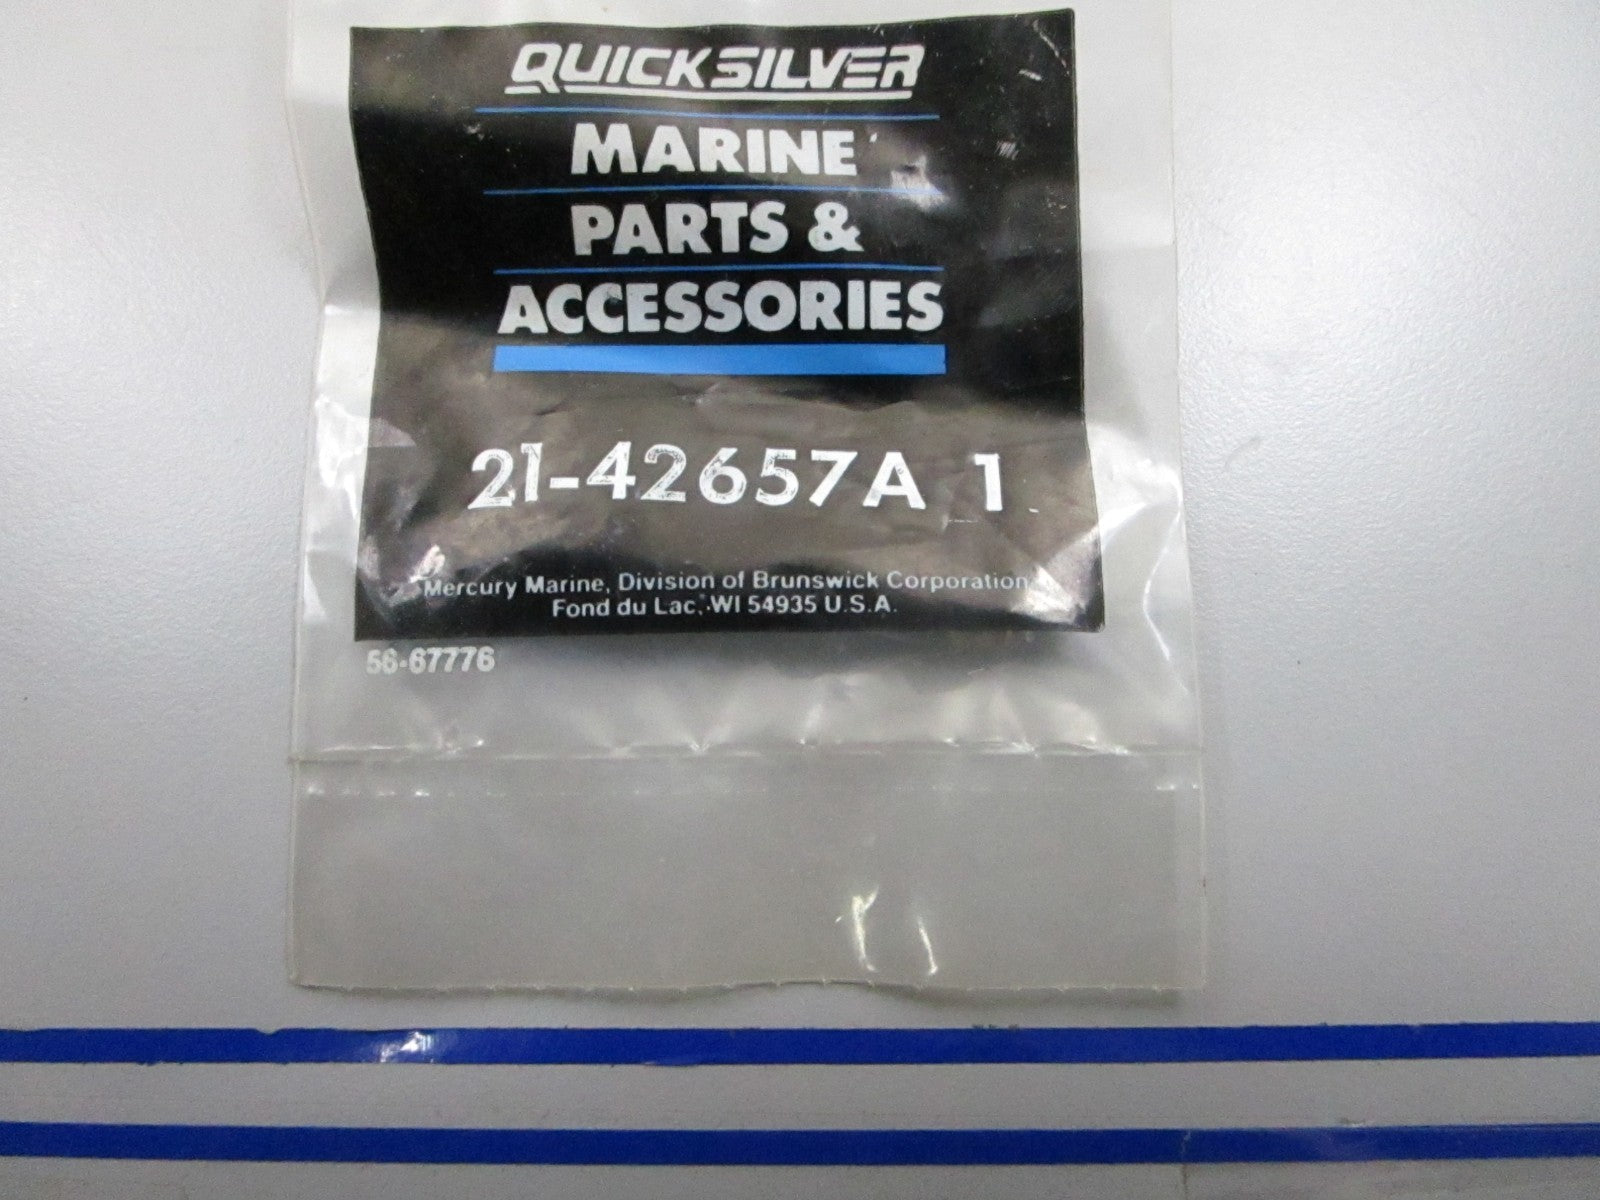 QUICKSILVER
MARINE
PARTS &
ACCESSORIES
21-42657A 1
Mercury Marine, Division of Brunswick Corporation
Fond du Lac, WI 54935 U.S.A.
56-67776